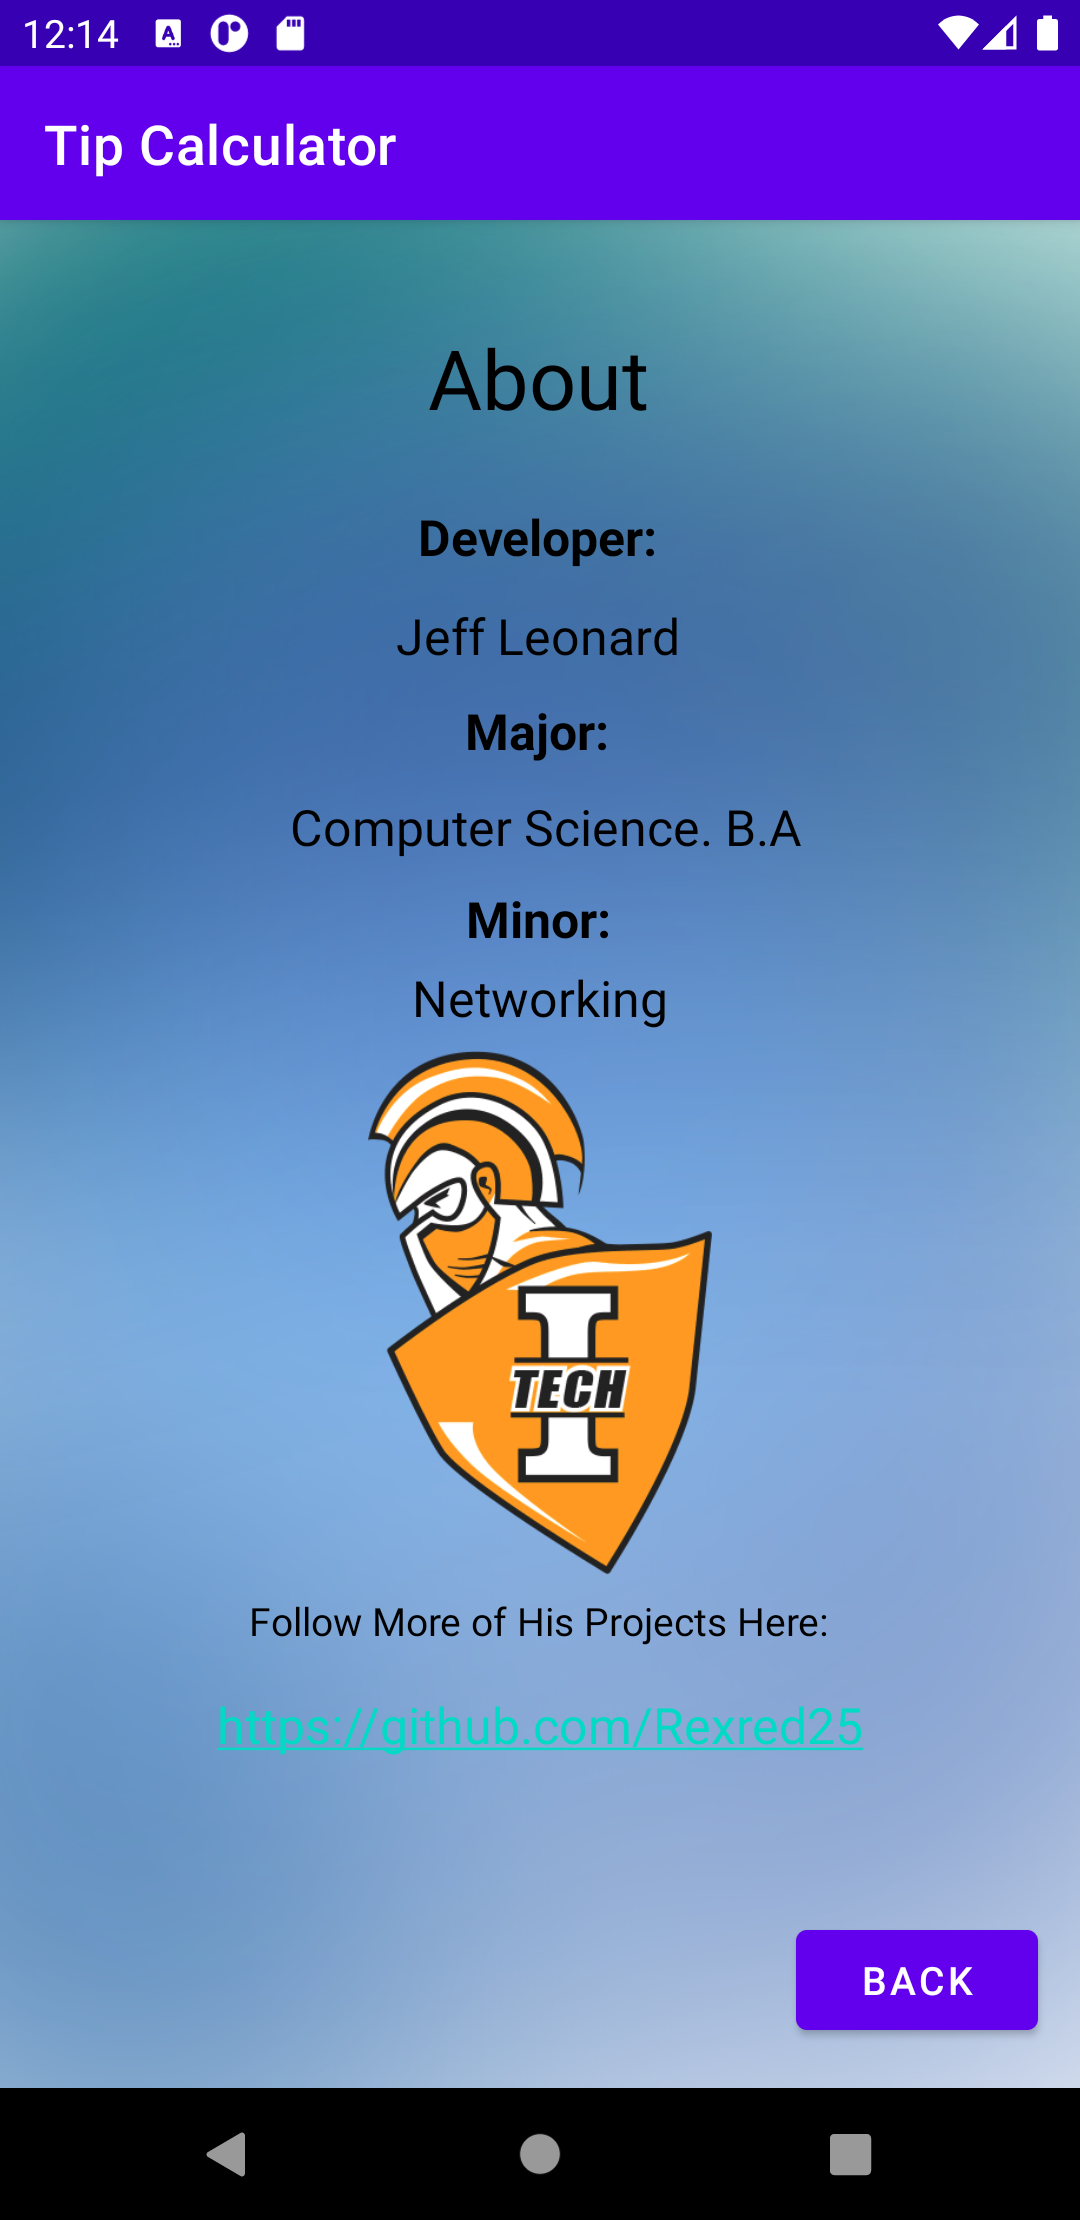 12:14
Tip Calculator
About
Developer:
Jeff Leonard
Major:
Computer Science. B.A
Minor:
Networking
I
TECH
Follow More of His Projects Here:
https://github.com/Rexred25
BACK